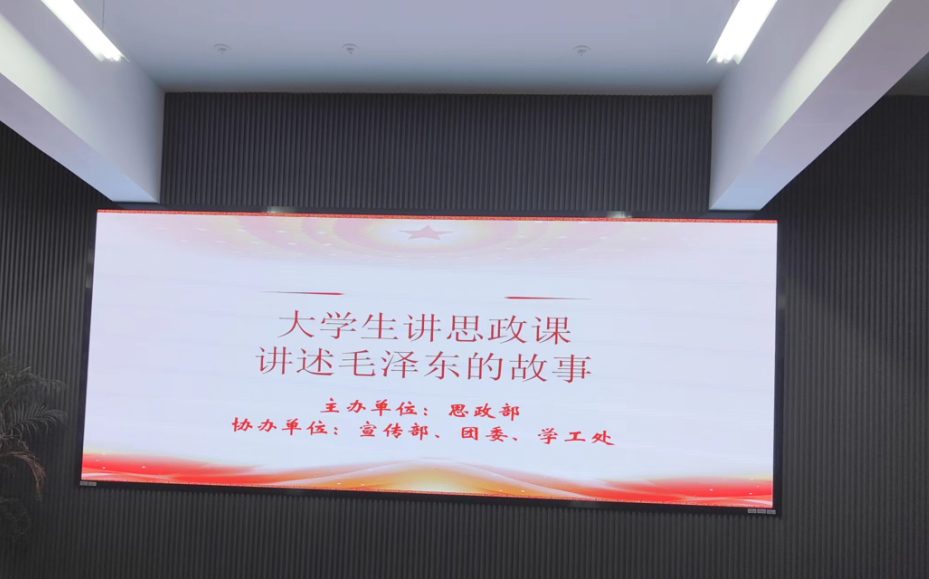 大学生讲思政课
讲述毛泽东的故事
主办单位：思政部
协办单位：宣传部、团委、学工处